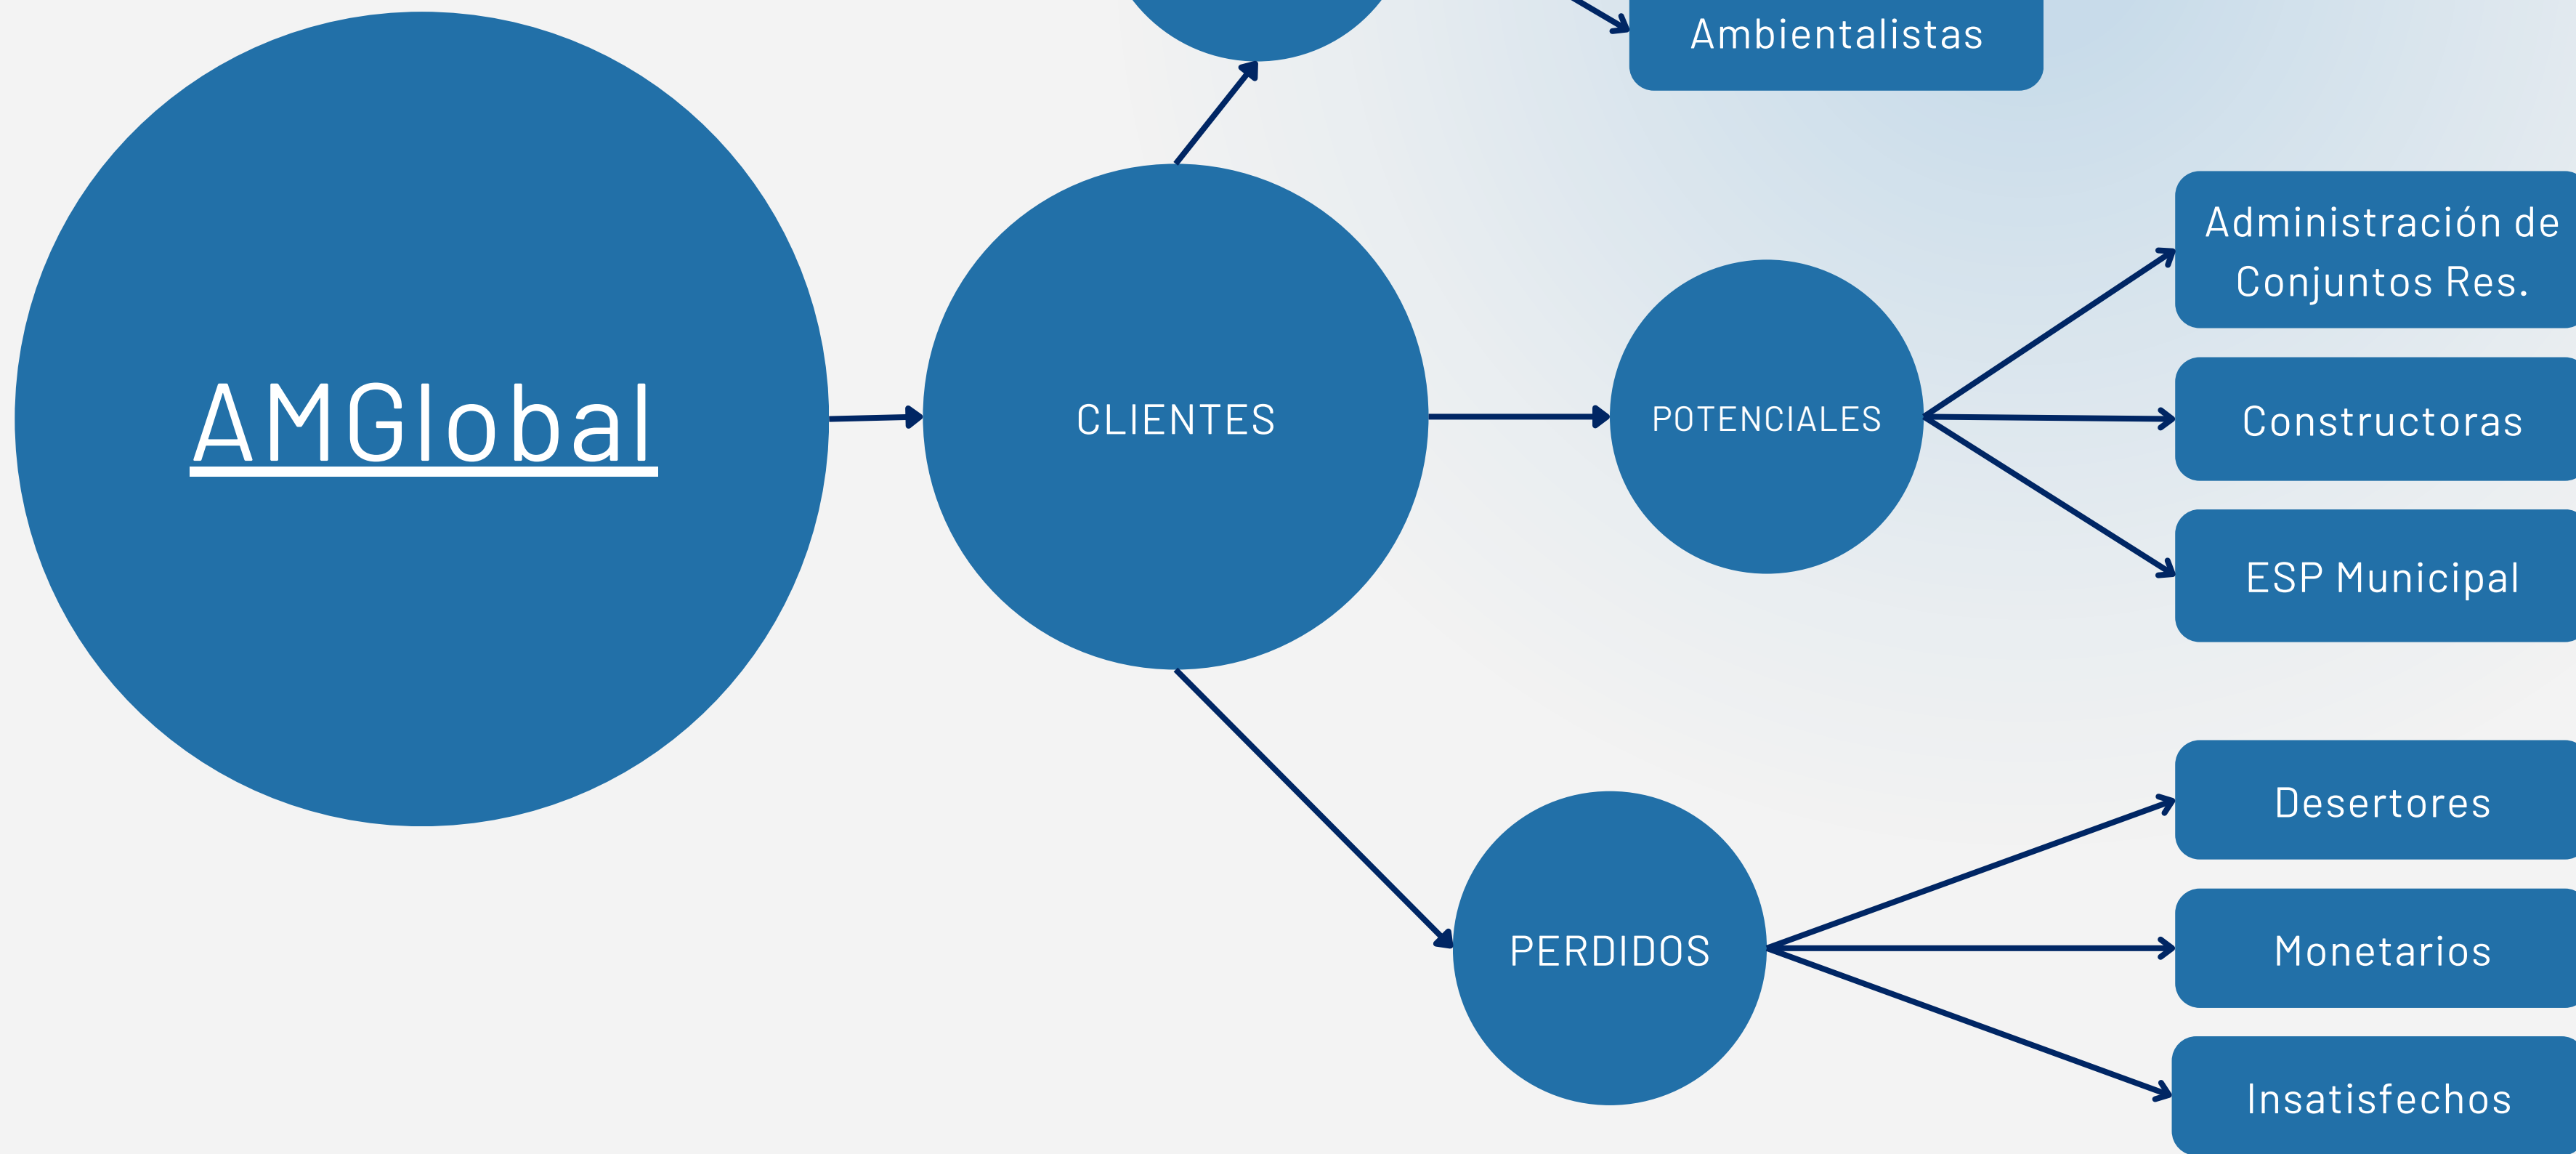 Ambientalistas
AMGlobal
CLIENTES
POTENCIALES
Administración de
Conjuntos Res.
Constructoras
ESP Municipal
PERDIDOS
Desertores
Monetarios
Insatisfechos